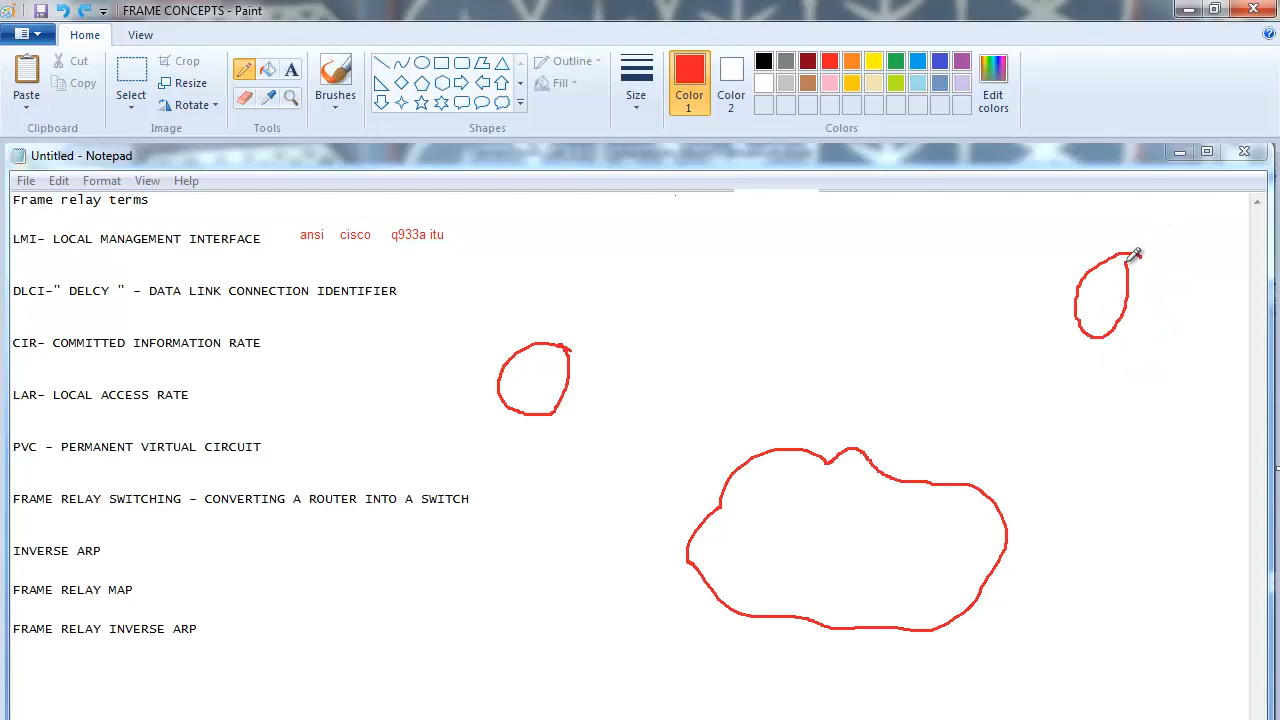 FRAME CONCEPTS - Paint
Home View
Paste
Cut
Copy
Clipboard
Select
Crop
Resize
Rotate
Image
Tools
Brushes
Outline
Fill
Shapes
Size
Color 1
Color 2
Edit colors
Colors
Untitled - Notepad
File Edit Format View Help
Frame relay terms
LMI- LOCAL MANAGEMENT INTERFACE ansi cisco q933a itu
DLCI-" DELCY " - DATA LINK CONNECTION IDENTIFIER
CIR- COMMITTED INFORMATION RATE
LAR- LOCAL ACCESS RATE
PVC - PERMANENT VIRTUAL CIRCUIT
FRAME RELAY SWITCHING - CONVERTING A ROUTER INTO A SWITCH
INVERSE ARP
FRAME RELAY MAP
FRAME RELAY INVERSE ARP